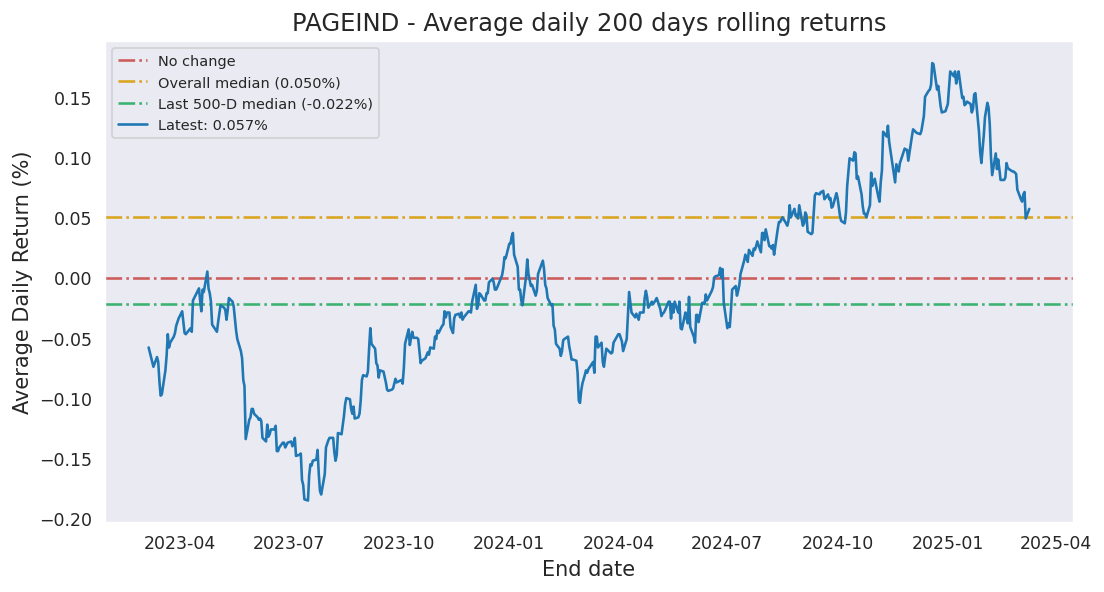 PAGEIND - Average daily 200 days rolling returns
No change
Overall median (0.050%)
Last 500-D median (-0.022%)
Latest: 0.057%
Average Daily Return (%)
0.15
0.10
0.05
0.00
−0.05
−0.10
−0.15
−0.20
2023-04 2023-07 2023-10 2024-01 2024-04 2024-07 2024-10 2025-01 2025-04
End date